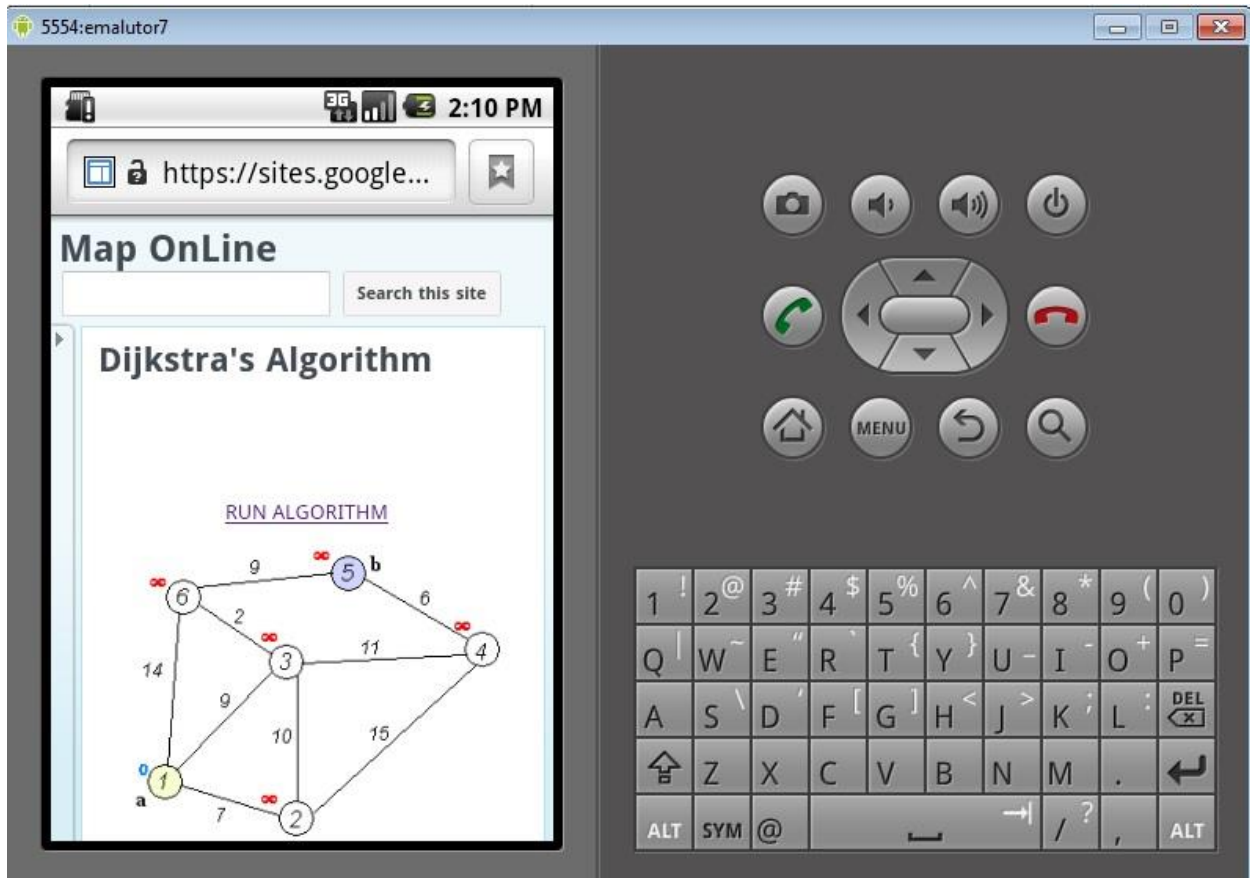 5554:emalutor7
3G 2:10 PM
https://sites.google...
Map OnLine
Search this site
Dijkstra's Algorithm
RUN ALGORITHM
∞ 9 ∞ 5 b
∞ 6 6
2 ∞ ∞
3 11 4
14 9
10 15
0 1
a ∞
7 2
MENU
1 ! 2 @ 3 # 4 $ 5 % 6 ^ 7 & 8 * 9 ( 0 )
Q | W ~ E " R ` T { Y } U _ I - O + P =
A S \ D ' F [ G ] H < J > K ; L : DEL
Z X C V B N M .
ALT SYM @ / ? , ALT